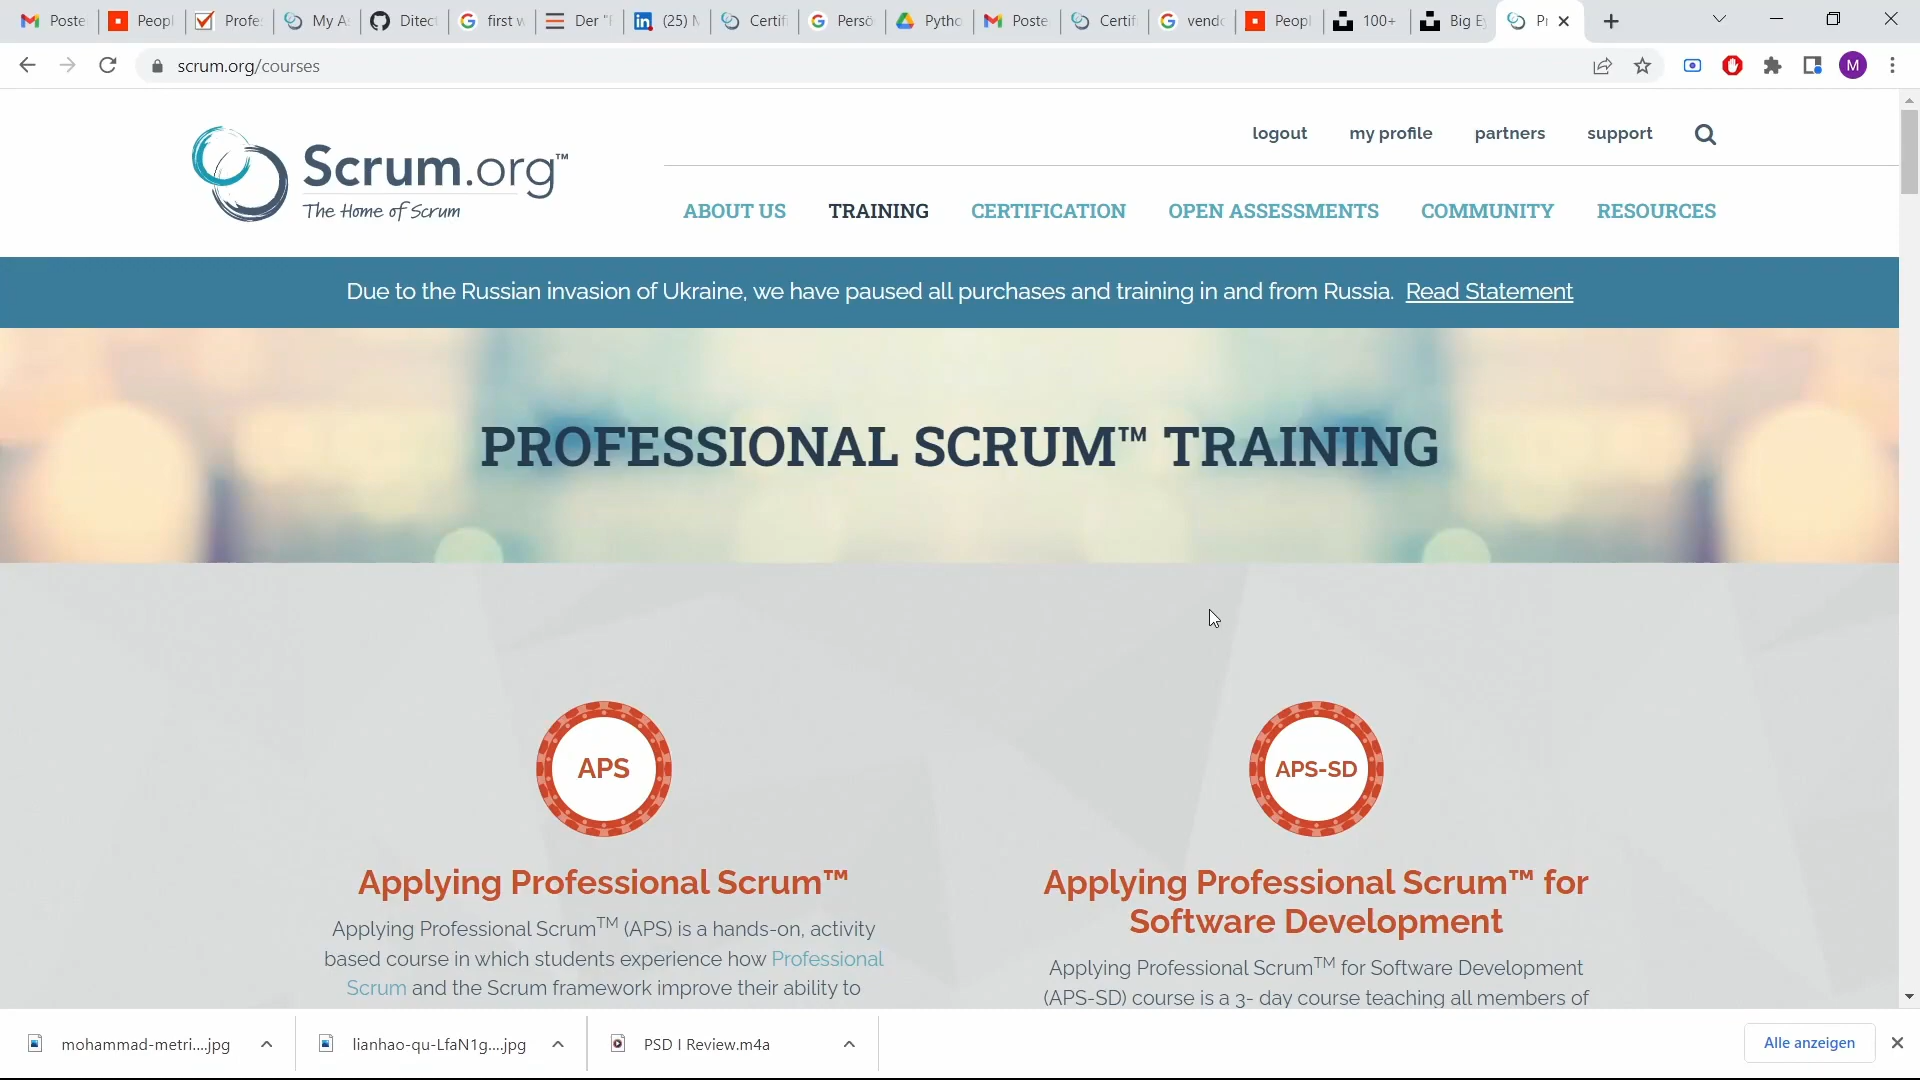 Poste
Peopl
Profes
My A
Ditect
first w
Der "
(25)
Certifi
Persö
Pytho
Poste
Certif
vendo
Peopl
100+
Big Ey
scrum.org/courses
M
logout
my profile
partners
support
Scrum.org™
The Home of Scrum
ABOUT US
TRAINING
CERTIFICATION
OPEN ASSESSMENTS
COMMUNITY
RESOURCES
Due to the Russian invasion of Ukraine, we have paused all purchases and training in and from Russia. Read Statement
PROFESSIONAL SCRUM™ TRAINING
APS
Applying Professional Scrum™
Applying Professional Scrum™ (APS) is a hands-on, activity
based course in which students experience how Professional
Scrum and the Scrum framework improve their ability to
APS-SD
Applying Professional Scrum™ for
Software Development
Applying Professional Scrum™ for Software Development
(APS-SD) course is a 3- day course teaching all members of
mohammad-metri....jpg
lianhao-qu-LfaN1g....jpg
PSD I Review.m4a
Alle anzeigen